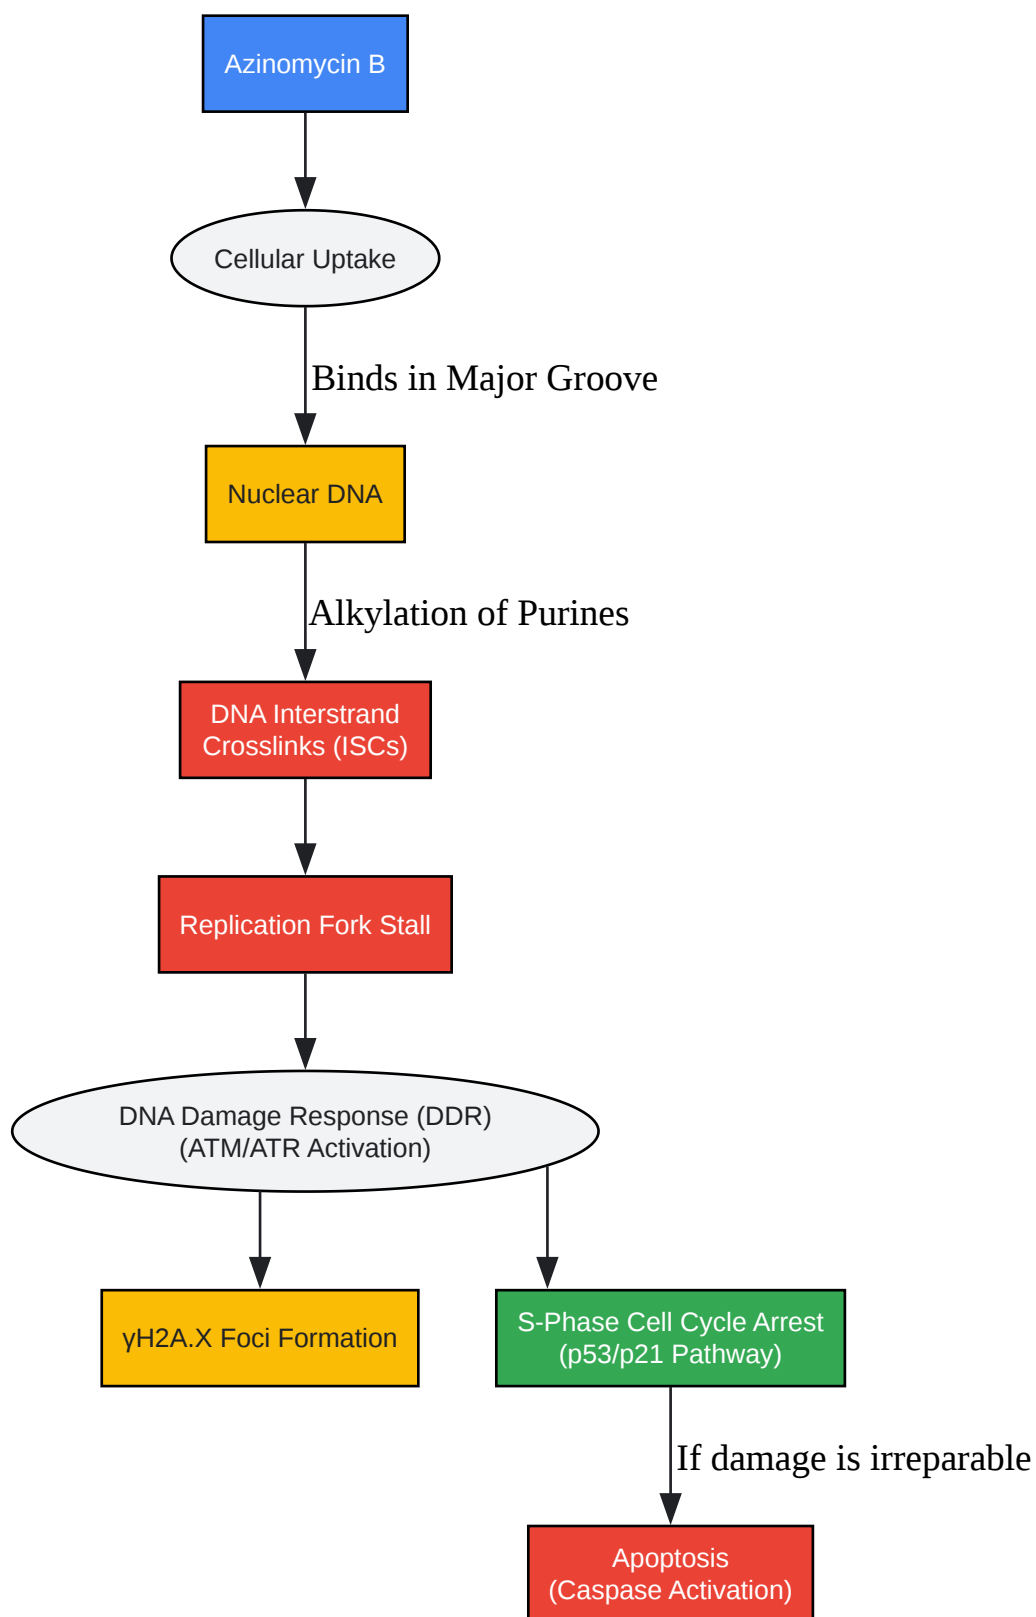 Azinomycin B
Cellular Uptake
Binds in Major Groove
Nuclear DNA
Alkylation of Purines
DNA Interstrand
Crosslinks (ISCs)
Replication Fork Stall
DNA Damage Response (DDR)
(ATM/ATR Activation)
γH2A.X Foci Formation
S-Phase Cell Cycle Arrest
(p53/p21 Pathway)
If damage is irreparable
Apoptosis
(Caspase Activation)